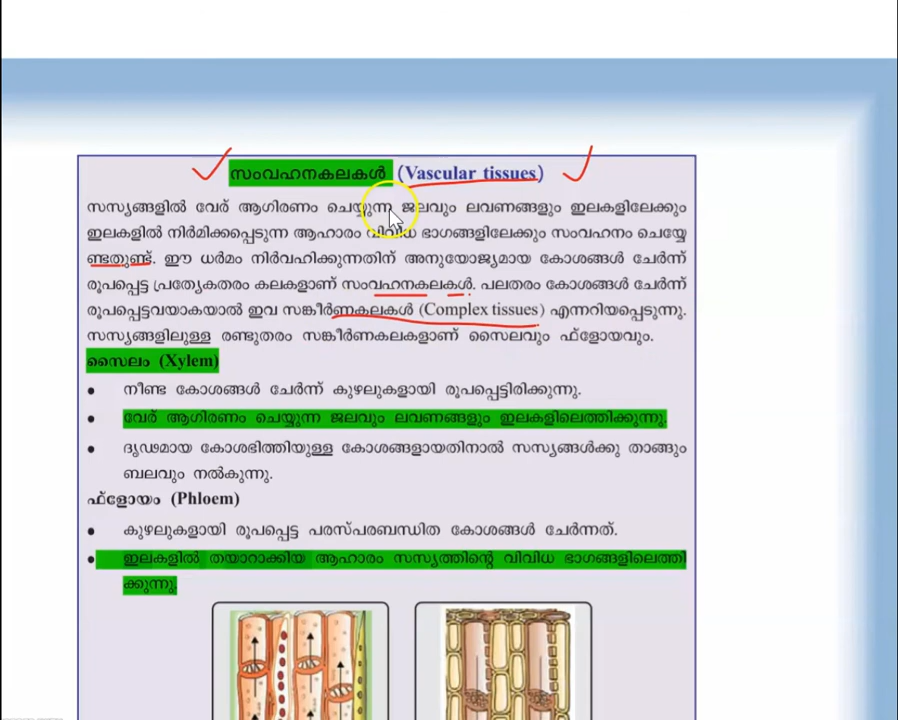 സംവഹനകലകൾ (Vascular tissues)
സസ്യങ്ങളിൽ വേര് ആഗിരണം ചെയ്യുന്ന ജലവും ലവണങ്ങളും ഇലകളിലേക്കും
ഇലകളിൽ നിർമിക്കപ്പെടുന്ന ആഹാരം വിവിധ ഭാഗങ്ങളിലേക്കും സംവഹനം ചെയ്യേ
ണ്ടതുണ്ട്. ഈ ധർമം നിർവഹിക്കുന്നതിന് അനുയോജ്യമായ കോശങ്ങൾ ചേർന്ന്
രൂപപ്പെട്ട പ്രത്യേകതരം കലകളാണ് സംവഹനകലകൾ. പലതരം കോശങ്ങൾ ചേർന്ന്
രൂപപ്പെട്ടവയാകയാൽ ഇവ സങ്കീർണകലകൾ (Complex tissues) എന്നറിയപ്പെടുന്നു.
സസ്യങ്ങളിലുള്ള രണ്ടുതരം സങ്കീർണകലകളാണ് സൈലവും ഫ്ളോയവും.
സൈലം (Xylem)
● നീണ്ട കോശങ്ങൾ ചേർന്ന് കുഴലുകളായി രൂപപ്പെട്ടിരിക്കുന്നു.
● വേര് ആഗിരണം ചെയ്യുന്ന ജലവും ലവണങ്ങളും ഇലകളിലെത്തിക്കുന്നു.
● ദൃഢമായ കോശഭിത്തിയുള്ള കോശങ്ങളായതിനാൽ സസ്യങ്ങൾക്കു താങ്ങും
ബലവും നൽകുന്നു.
ഫ്ളോയം (Phloem)
● കുഴലുകളായി രൂപപ്പെട്ട പരസ്പരബന്ധിത കോശങ്ങൾ ചേർന്നത്.
● ഇലകളിൽ തയാറാക്കിയ ആഹാരം സസ്യത്തിന്റെ വിവിധ ഭാഗങ്ങളിലെത്തി
ക്കുന്നു.